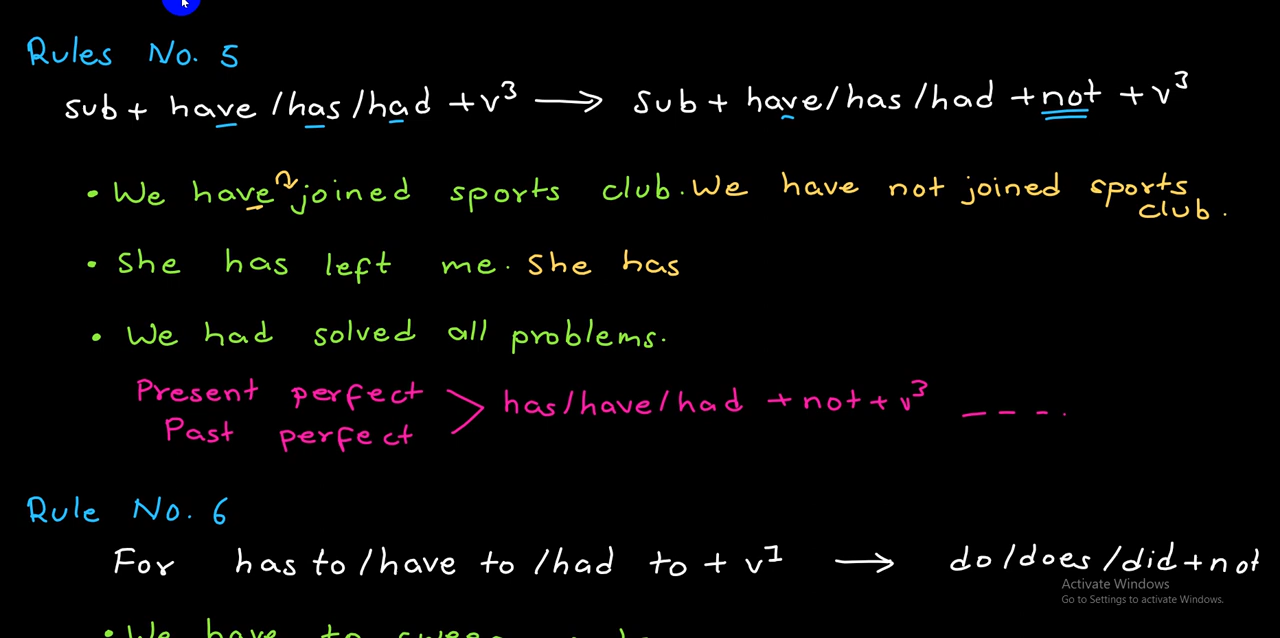 Rules No. 5
sub + have /has /had + v³ → sub + have/has /had + not + v³
• We have joined sports club. We have not joined sports
club.
• She has left me. She has
• We had solved all problems.
Present perfect > has/have/had + not + v³ ----.
Past perfect
Rule No. 6
For has to /have to /had to + v¹ → do/does/did + not
Activate Windows
Go to Settings to activate Windows.
• We have to